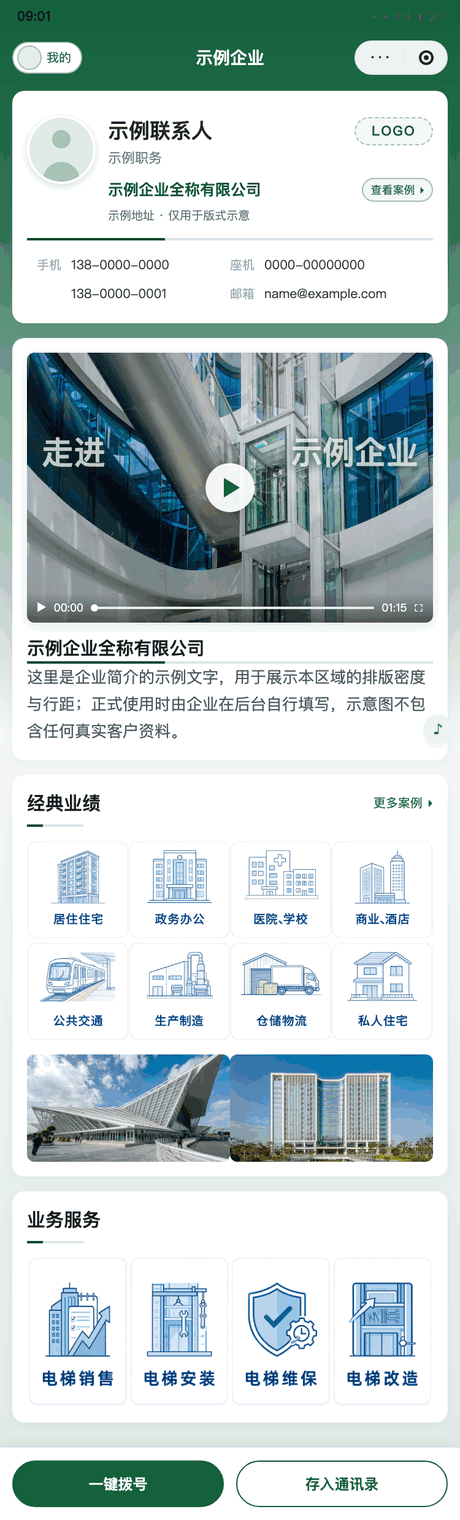 09:01
我的
示例企业
示例联系人
LOGO
示例职务
示例企业全称有限公司
查看案例
示例地址 · 仅用于版式示意
手机 138-0000-0000
座机 0000-00000000
138-0000-0001
邮箱 name@example.com
走进
示例企业
00:00
01:15
示例企业全称有限公司
这里是企业简介的示例文字，用于展示本区域的排版密度
与行距；正式使用时由企业在后台自行填写，示意图不包
含任何真实客户资料。
经典业绩
更多案例
居住住宅
政务办公
医院、学校
商业、酒店
公共交通
生产制造
仓储物流
私人住宅
业务服务
电梯销售
电梯安装
电梯维保
电梯改造
一键拨号
存入通讯录